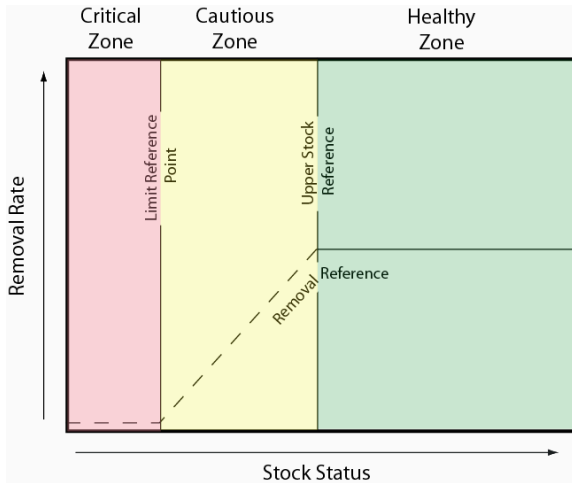 Critical
Zone
Cautious
Zone
Healthy
Zone
Removal Rate
Limit Reference
Point
Upper Stock
Reference
Removal Reference
Stock Status